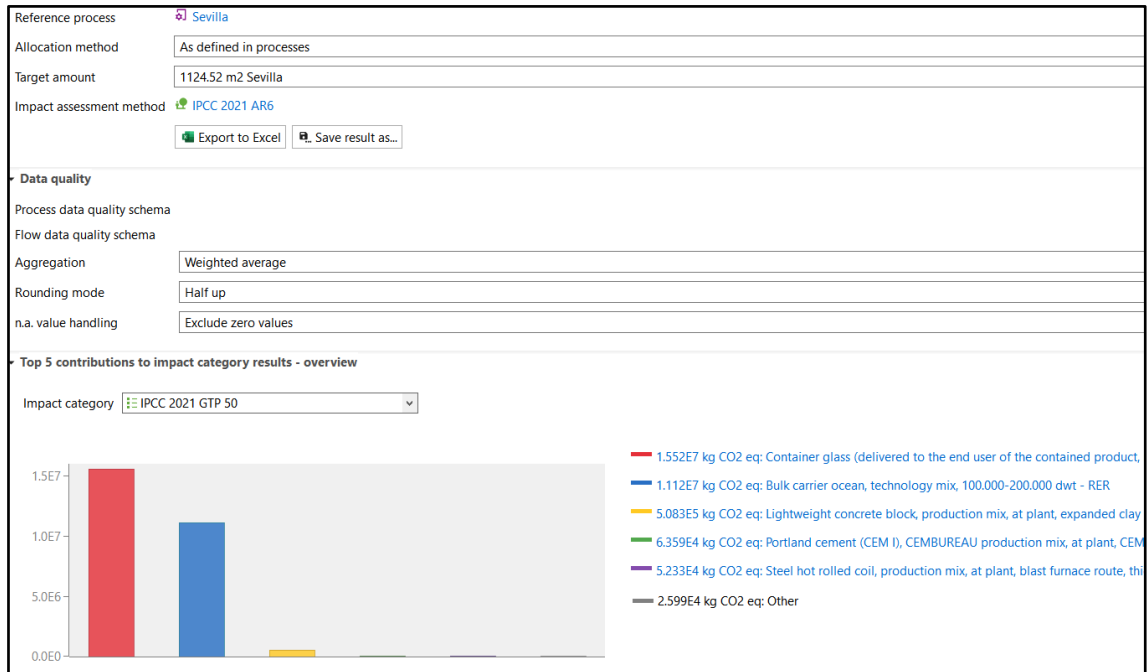 Reference process Sevilla
Allocation method As defined in processes
Target amount 1124.52 m2 Sevilla
Impact assessment method IPCC 2021 AR6
Export to Excel Save result as...
Data quality
Process data quality schema
Flow data quality schema
Aggregation Weighted average
Rounding mode Half up
n.a. value handling Exclude zero values
Top 5 contributions to impact category results - overview
Impact category IPCC 2021 GTP 50
1.5E7
1.0E7
5.0E6
0.0E0
1.552E7 kg CO2 eq: Container glass (delivered to the end user of the contained product,
1.112E7 kg CO2 eq: Bulk carrier ocean, technology mix, 100.000-200.000 dwt - RER
5.083E5 kg CO2 eq: Lightweight concrete block, production mix, at plant, expanded clay
6.359E4 kg CO2 eq: Portland cement (CEM I), CEMBUREAU production mix, at plant, CEM
5.233E4 kg CO2 eq: Steel hot rolled coil, production mix, at plant, blast furnace route, thi
2.599E4 kg CO2 eq: Other